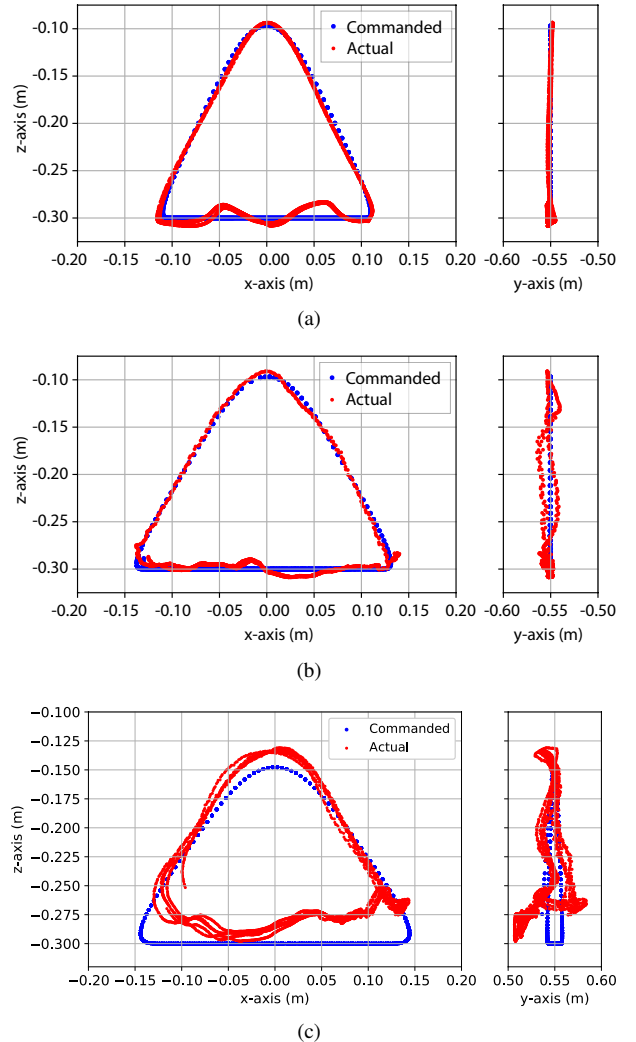 Commanded
Actual
-0.10
-0.15
-0.20
-0.25
-0.30
z-axis (m)
-0.20 -0.15 -0.10 -0.05 0.00 0.05 0.10 0.15 0.20
x-axis (m)
-0.60 -0.55 -0.50
y-axis (m)
(a)
Commanded
Actual
-0.10
-0.15
-0.20
-0.25
-0.30
z-axis (m)
-0.20 -0.15 -0.10 -0.05 0.00 0.05 0.10 0.15 0.20
x-axis (m)
-0.60 -0.55 -0.50
y-axis (m)
(b)
Commanded
Actual
−0.100
−0.125
−0.150
−0.175
−0.200
−0.225
−0.250
−0.275
−0.300
z-axis (m)
−0.20 −0.15 −0.10 −0.05 0.00 0.05 0.10 0.15 0.20
x-axis (m)
0.50 0.55 0.60
y-axis (m)
(c)